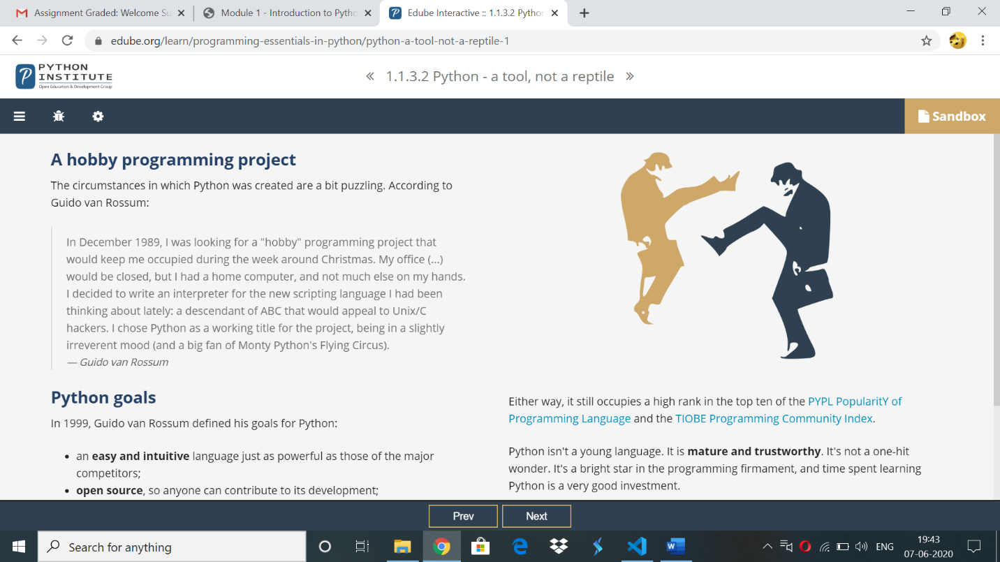 Assignment Graded: Welcome Su
Module 1 - Introduction to Pytho
Edube Interactive :: 1.1.3.2 Python
edube.org/learn/programming-essentials-in-python/python-a-tool-not-a-reptile-1
PYTHON
INSTITUTE
Open Education & Development Group
« 1.1.3.2 Python - a tool, not a reptile »
Sandbox
A hobby programming project
The circumstances in which Python was created are a bit puzzling. According to
Guido van Rossum:
In December 1989, I was looking for a "hobby" programming project that
would keep me occupied during the week around Christmas. My office (...)
would be closed, but I had a home computer, and not much else on my hands.
I decided to write an interpreter for the new scripting language I had been
thinking about lately: a descendant of ABC that would appeal to Unix/C
hackers. I chose Python as a working title for the project, being in a slightly
irreverent mood (and a big fan of Monty Python's Flying Circus).
— Guido van Rossum
Python goals
In 1999, Guido van Rossum defined his goals for Python:
• an easy and intuitive language just as powerful as those of the major
competitors;
• open source, so anyone can contribute to its development;
Either way, it still occupies a high rank in the top ten of the PYPL PopularitY of
Programming Language and the TIOBE Programming Community Index.
Python isn't a young language. It is mature and trustworthy. It's not a one-hit
wonder. It's a bright star in the programming firmament, and time spent learning
Python is a very good investment.
Prev
Next
Search for anything
ENG
19:43
07-06-2020